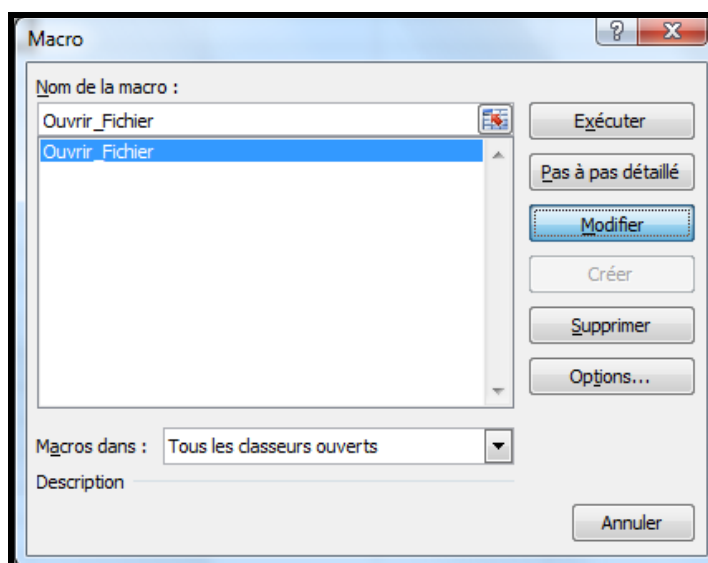 Macro
Nom de la macro :
Ouvrir_Fichier
Ouvrir_Fichier
Exécuter
Pas à pas détaillé
Modifier
Créer
Supprimer
Options...
Macros dans :
Tous les classeurs ouverts
Description
Annuler